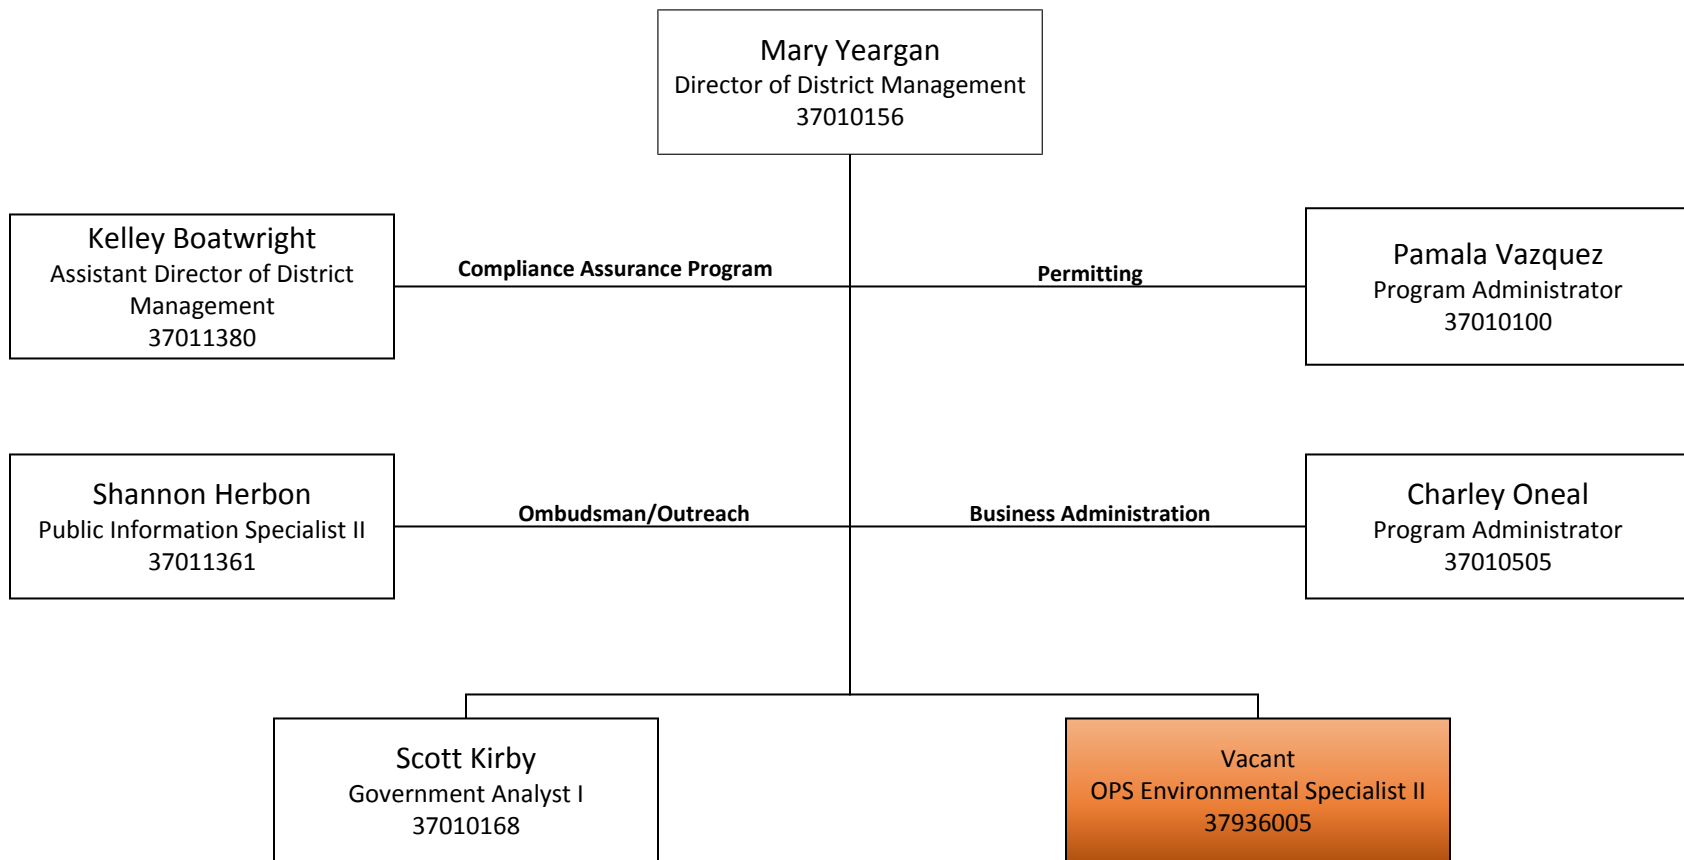 Mary Yeargan
Director of District Management
37010156
Kelley Boatwright
Assistant Director of District
Management
37011380
Compliance Assurance Program
Permitting
Pamala Vazquez
Program Administrator
37010100
Shannon Herbon
Public Information Specialist II
37011361
Ombudsman/Outreach
Business Administration
Charley Oneal
Program Administrator
37010505
Scott Kirby
Government Analyst I
37010168
Vacant
OPS Environmental Specialist II
37936005